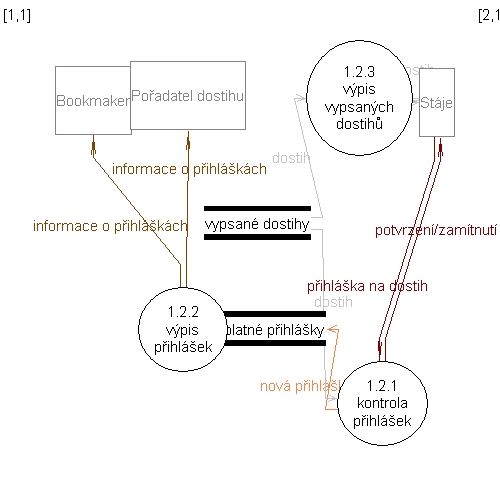 [1,1]
[2,1
dostih
1.2.3
výpis
vypsaných
dostihů
Bookmaker
Pořadatel dostihu
Stáje
dostih
informace o přihláškách
informace o přihláškách
vypsané dostihy
potvrzení/zamítnutí
přihláška na dostih
dostih
1.2.2
výpis
přihlášek
platné přihlášky
nová přihlášk
1.2.1
kontrola
přihlášek